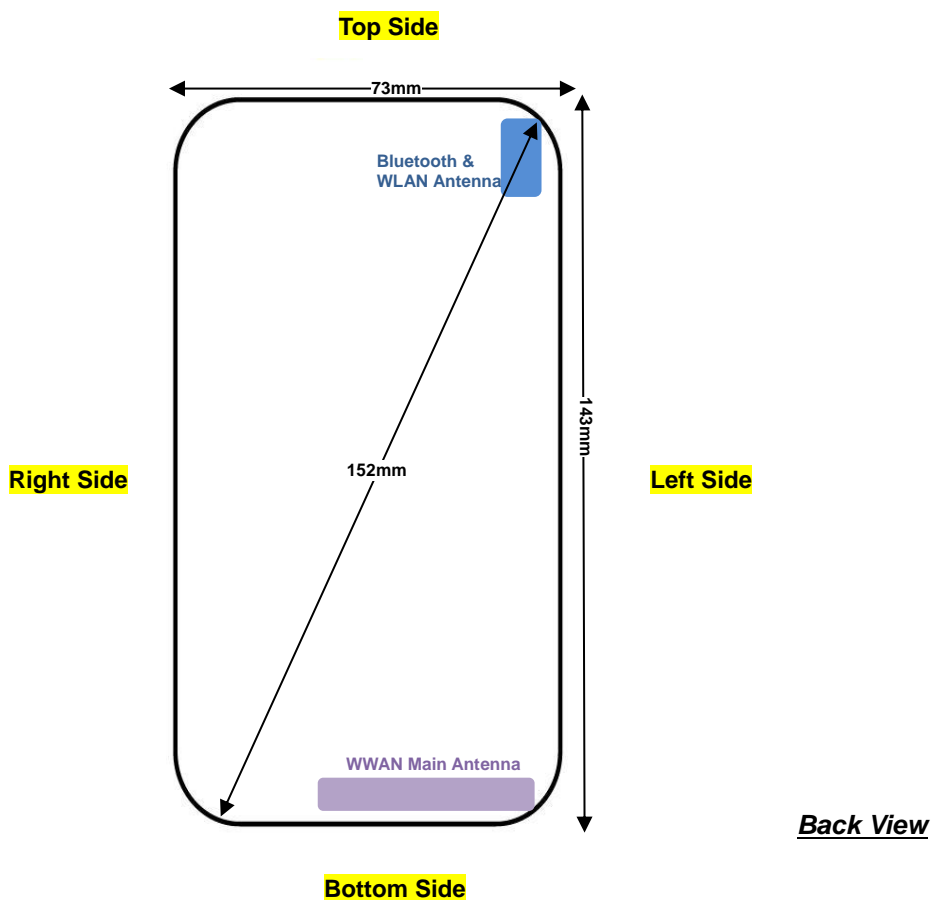 Top Side
73mm
Bluetooth &
WLAN Antenna
143mm
152mm
Right Side
Left Side
WWAN Main Antenna
Back View
Bottom Side